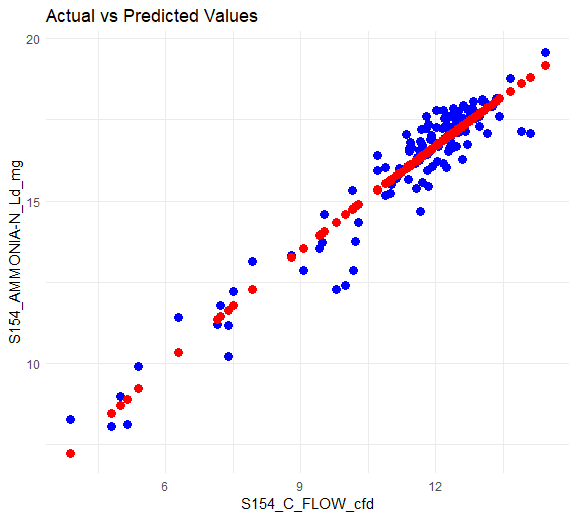 Actual vs Predicted Values
20
15
10
S154_AMMONIA-N_Ld_mg
6
9
12
S154_C_FLOW_cfd